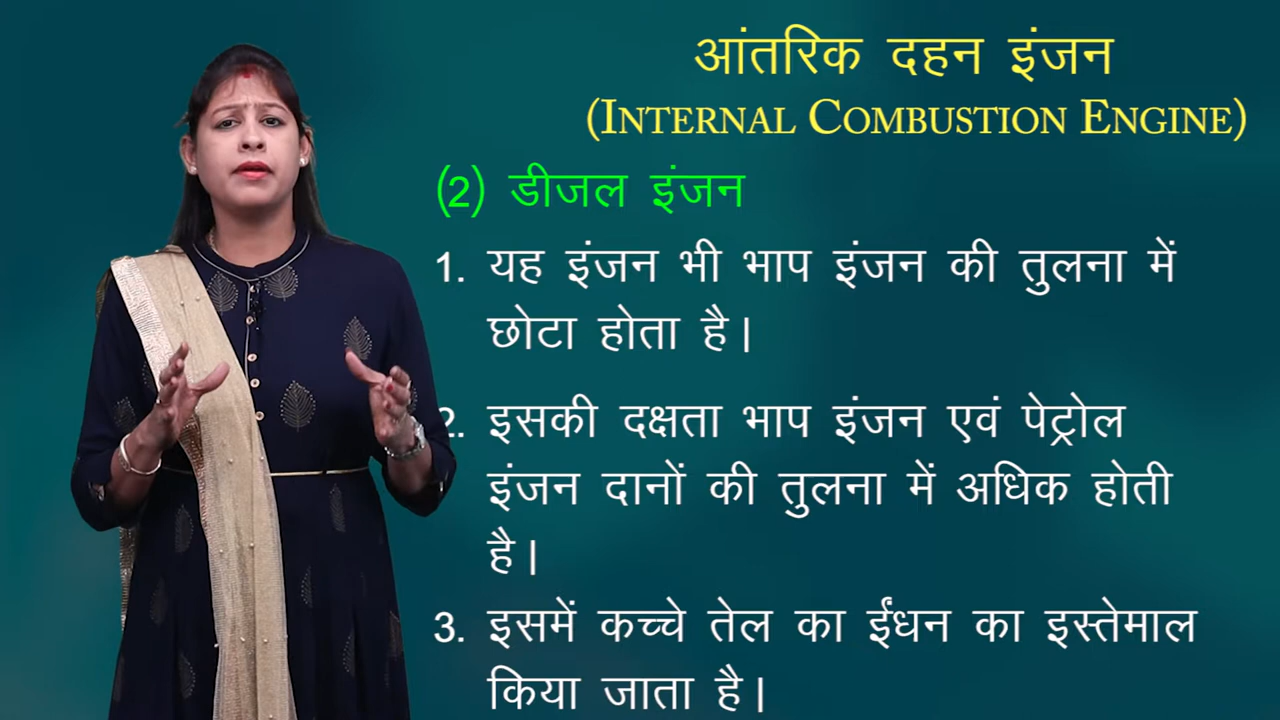 आंतरिक दहन इंजन
(INTERNAL COMBUSTION ENGINE)
(2) डीजल इंजन
1. यह इंजन भी भाप इंजन की तुलना में
छोटा होता है।
2. इसकी दक्षता भाप इंजन एवं पेट्रोल
इंजन दानों की तुलना में अधिक होती
है।
3. इसमें कच्चे तेल का ईंधन का इस्तेमाल
किया जाता है।